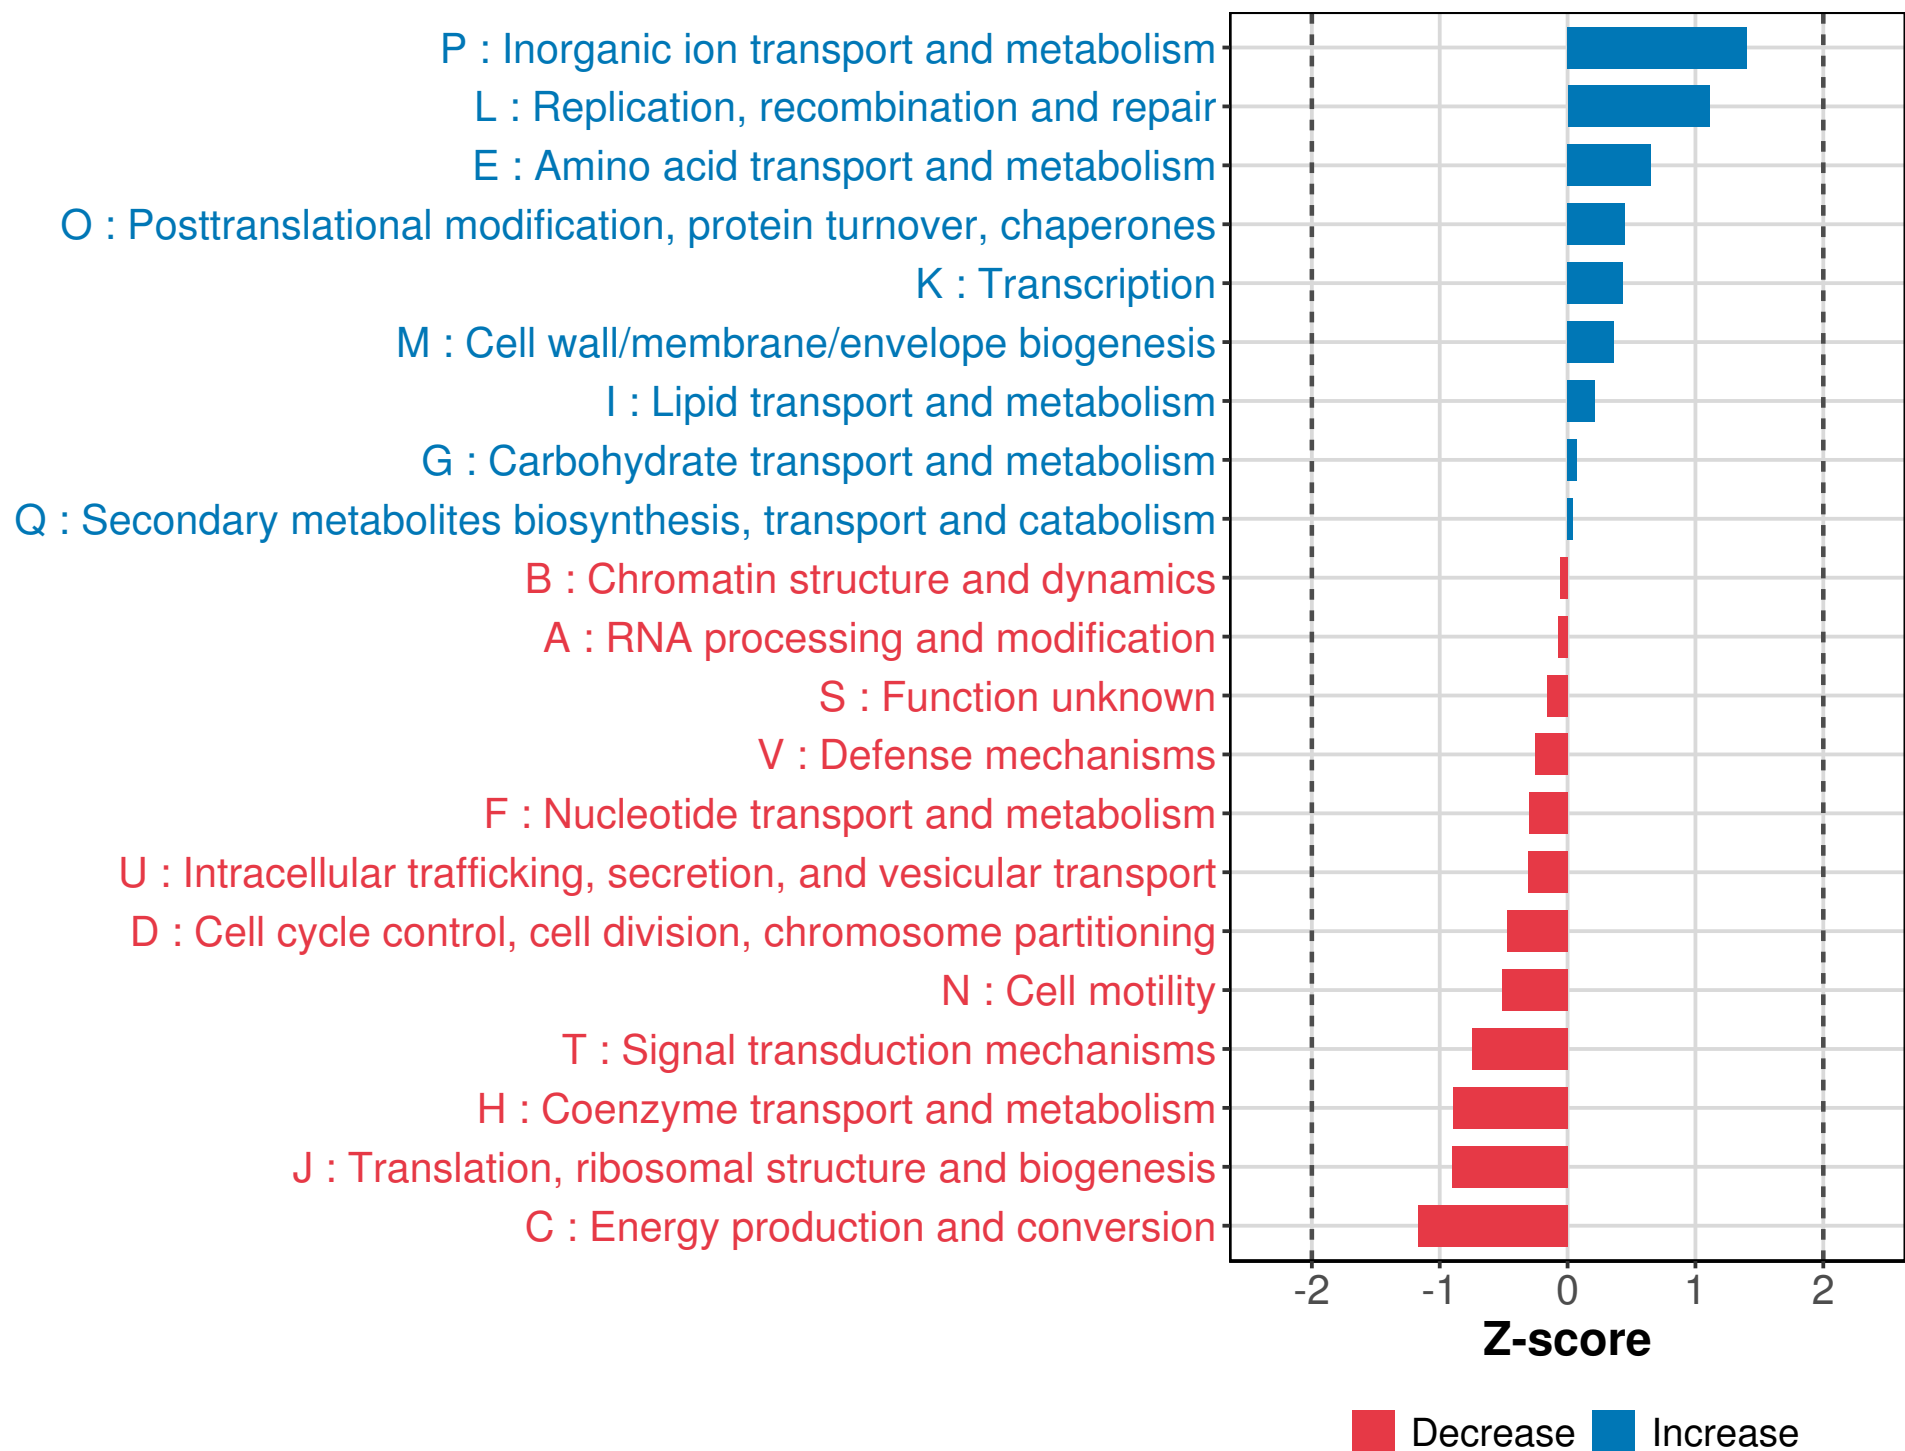 P : Inorganic ion transport and metabolism
L : Replication, recombination and repair
E : Amino acid transport and metabolism
O : Posttranslational modification, protein turnover, chaperones
K : Transcription
M : Cell wall/membrane/envelope biogenesis
I : Lipid transport and metabolism
G : Carbohydrate transport and metabolism
Q : Secondary metabolites biosynthesis, transport and catabolism
B : Chromatin structure and dynamics
A : RNA processing and modification
S : Function unknown
V : Defense mechanisms
F : Nucleotide transport and metabolism
U : Intracellular trafficking, secretion, and vesicular transport
D : Cell cycle control, cell division, chromosome partitioning
N : Cell motility
T : Signal transduction mechanisms
H : Coenzyme transport and metabolism
J : Translation, ribosomal structure and biogenesis
C : Energy production and conversion
-2 -1 0 1 2
Z-score
Decrease Increase